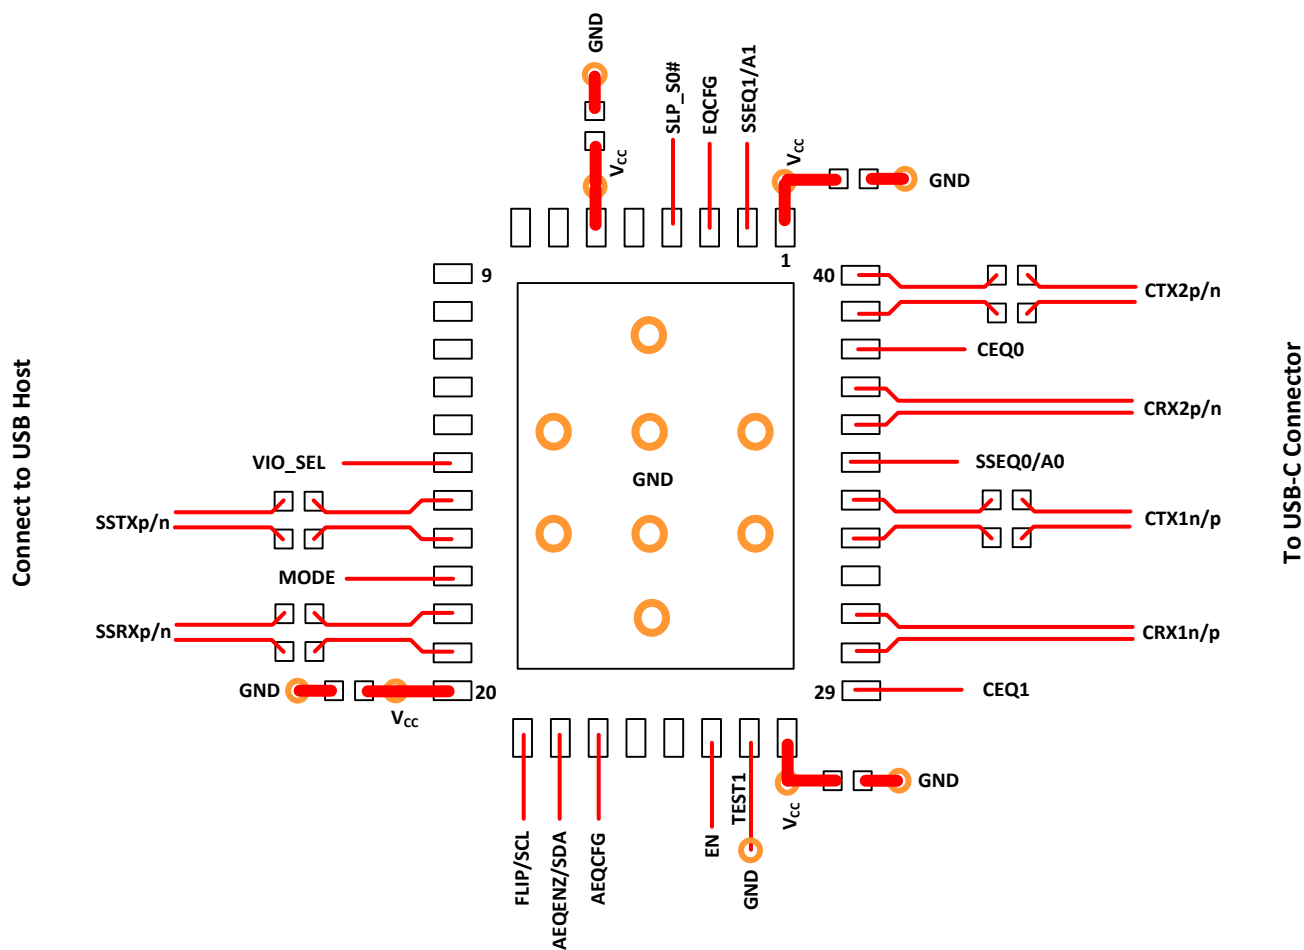 GND
SLP_S0#
EQCFG
SSEQ1/A1
VCC
VCC
GND
1
9
40
CTX2p/n
CEQ0
CRX2p/n
Connect to USB Host
To USB-C Connector
VIO_SEL
SSEQ0/A0
GND
SSTXp/n
CTX1n/p
MODE
SSRXp/n
CRX1n/p
GND
20
29
CEQ1
VCC
GND
TEST1
VCC
FLIP/SCL
AEQENZ/SDA
AEQCFG
EN
GND